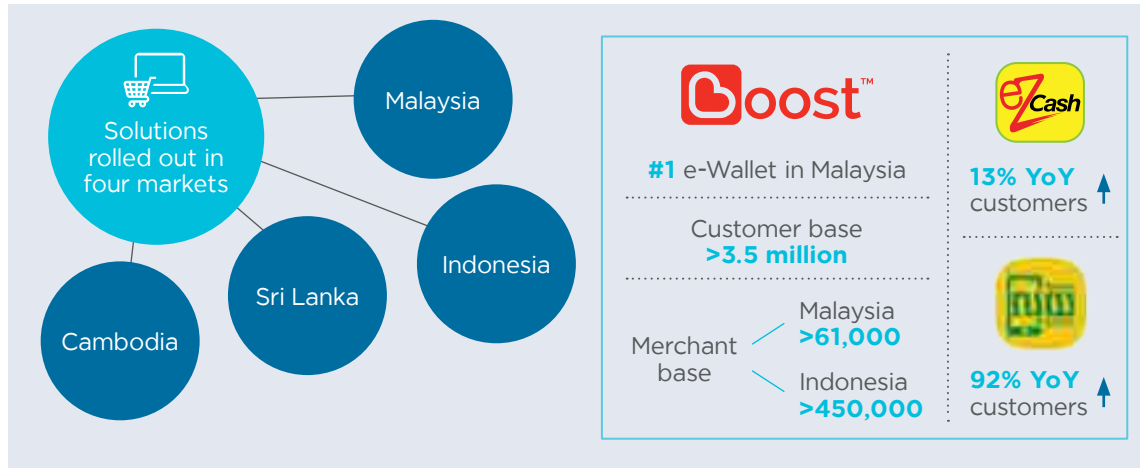 Solutions
rolled out in
four markets
Malaysia
Indonesia
Sri Lanka
Cambodia
Boost™
#1 e-Wallet in Malaysia
Customer base
>3.5 million
Merchant
base
Malaysia
>61,000
Indonesia
>450,000
eZ Cash
13% YoY
customers
92% YoY
customers